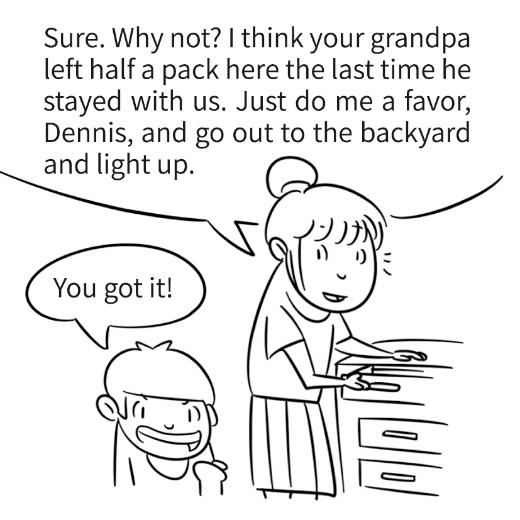 Sure. Why not? I think your grandpa
left half a pack here the last time he
stayed with us. Just do me a favor,
Dennis, and go out to the backyard
and light up.
You got it!